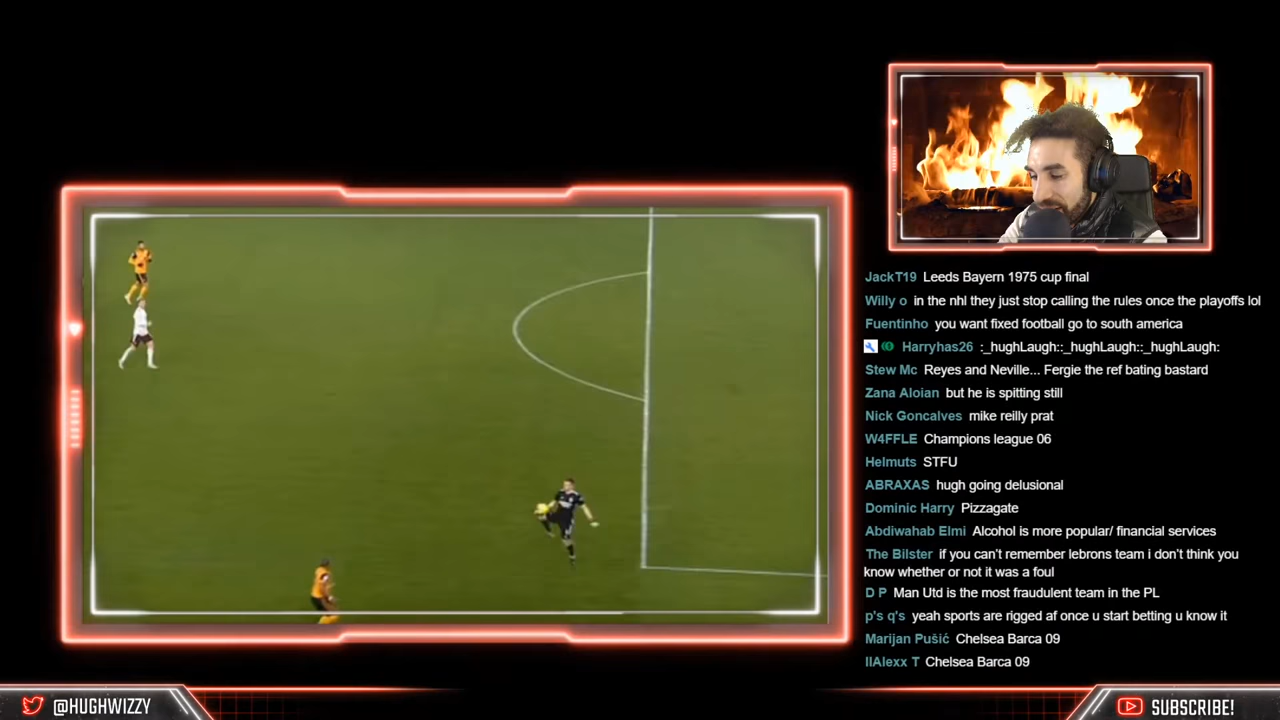 JackT19 Leeds Bayern 1975 cup final
Willy o in the nhl they just stop calling the rules once the playoffs lol
Fuentinho you want fixed football go to south america
Harryhas26 :_hughLaugh::_hughLaugh::_hughLaugh:
Stew Mc Reyes and Neville... Fergie the ref bating bastard
Zana Aloian but he is spitting still
Nick Goncalves mike reilly prat
W4FFLE Champions league 06
Helmuts STFU
ABRAXAS hugh going delusional
Dominic Harry Pizzagate
Abdiwahab Elmi Alcohol is more popular/ financial services
The Bilster if you can't remember lebrons team i don't think you
know whether or not it was a foul
D P Man Utd is the most fraudulent team in the PL
p's q's yeah sports are rigged af once u start betting u know it
Marijan Pušić Chelsea Barca 09
IIAlexx T Chelsea Barca 09
@HUGHWIZZY
SUBSCRIBE!